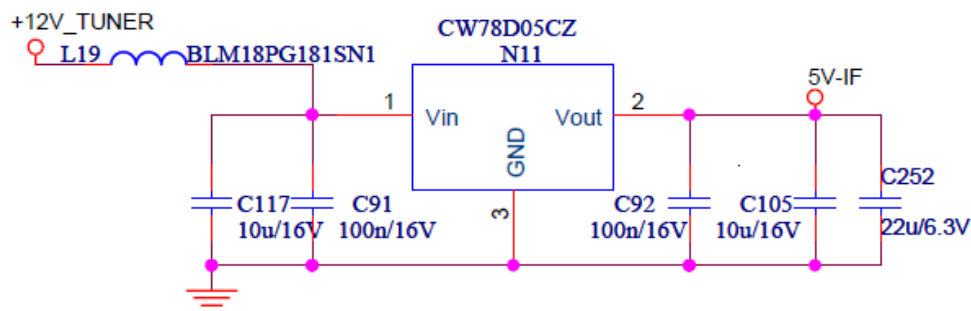 +12V_TUNER
L19
BLM18PG181SN1
CW78D05CZ
N11
5V-IF
1
Vin
GND
Vout
2
3
C117
10u/16V
C91
100n/16V
C92
100n/16V
C105
10u/16V
C252
22u/6.3V